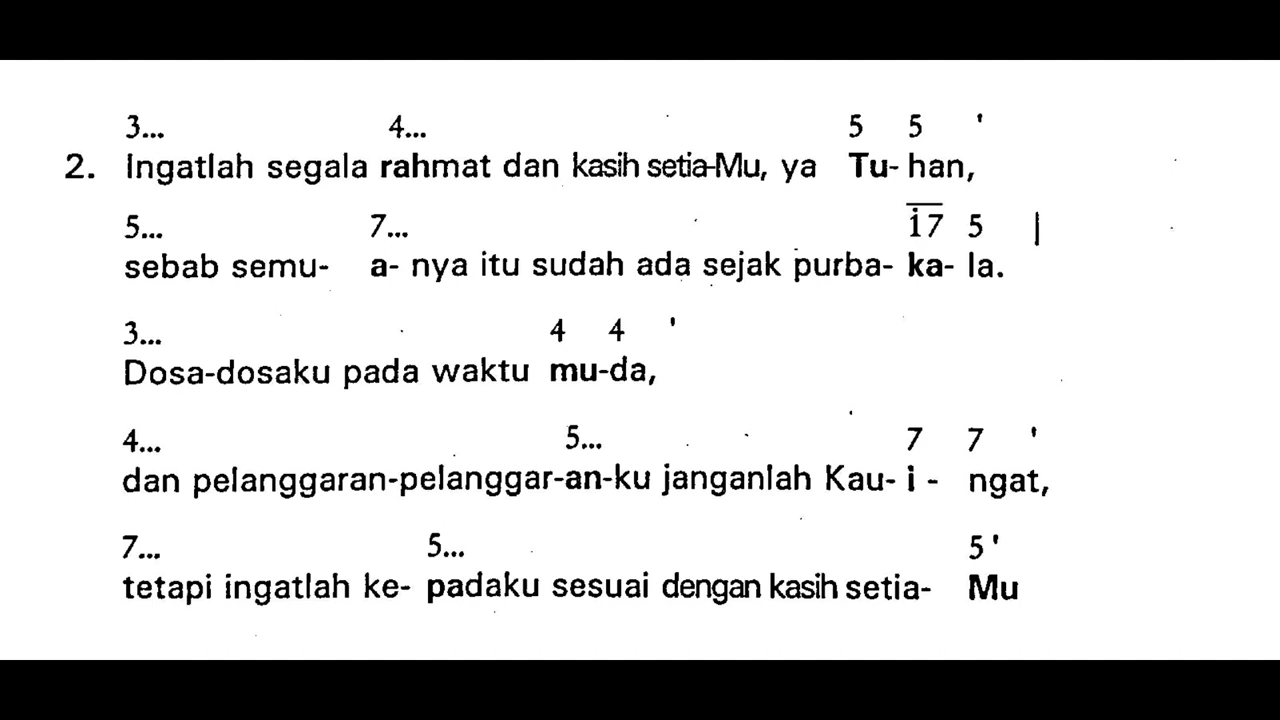 3... 4... 5 5 '
2. Ingatlah segala rahmat dan kasih setia-Mu, ya Tu- han,
5... 7... i7 5 |
sebab semu- a- nya itu sudah ada sejak purba- ka- la.
3... 4 4 '
Dosa-dosaku pada waktu mu-da,
4... 5... 7 7 '
dan pelanggaran-pelanggar-an-ku janganlah Kau- i - ngat,
7... 5... 5 '
tetapi ingatlah ke- padaku sesuai dengan kasih setia- Mu